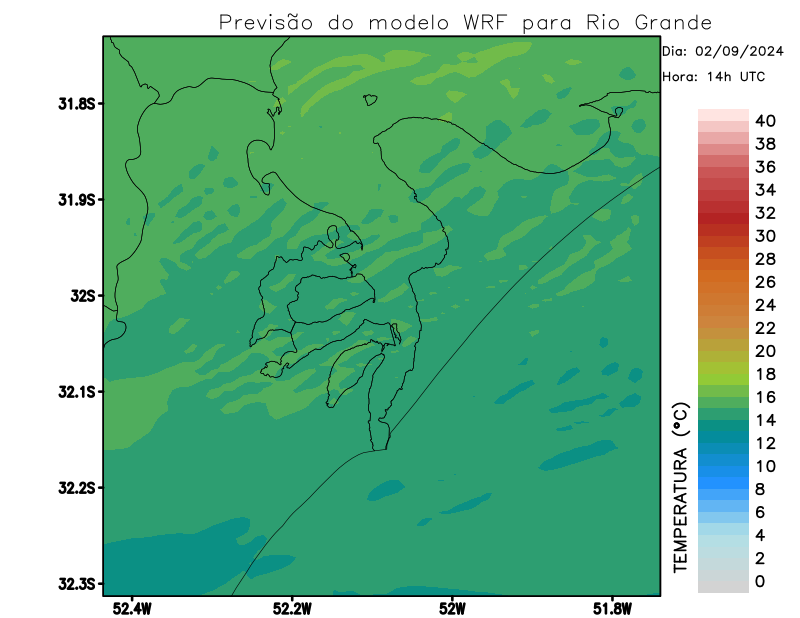 Previsão do modelo WRF para Rio Grande
Dia: 02/09/2024
Hora: 14h UTC
31.8S
31.9S
32S
32.1S
32.2S
32.3S
52.4W
52.2W
52W
51.8W
TEMPERATURA (°C)
40
38
36
34
32
30
28
26
24
22
20
18
16
14
12
10
8
6
4
2
0